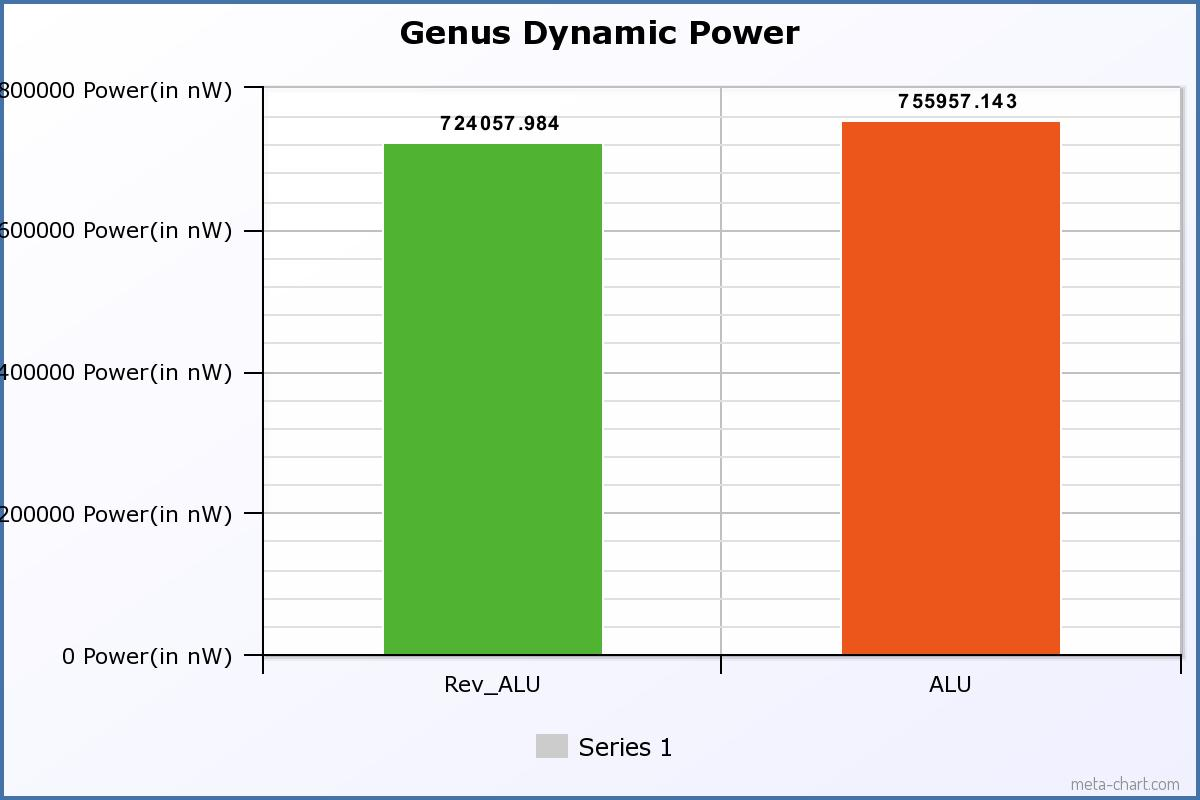 Genus Dynamic Power
800000 Power(in nW)
724057.984
755957.143
600000 Power(in nW)
400000 Power(in nW)
200000 Power(in nW)
0 Power(in nW)
Rev_ALU
ALU
Series 1
meta-chart.com